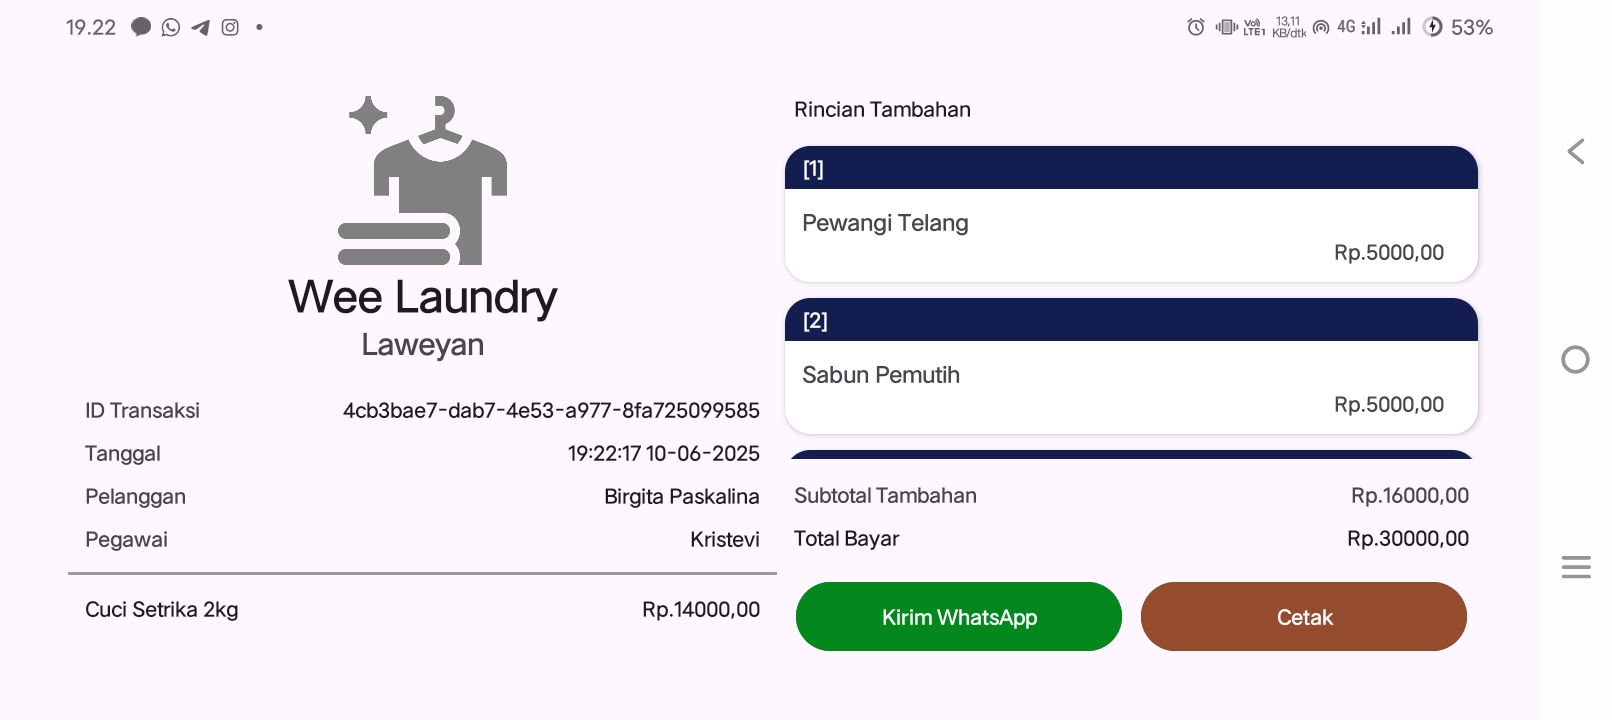 19.22
Vo)) LTE1 13,11 KB/dtk 4G 53%
Wee Laundry
Laweyan
ID Transaksi 4cb3bae7-dab7-4e53-a977-8fa725099585
Tanggal 19:22:17 10-06-2025
Pelanggan Birgita Paskalina
Pegawai Kristevi
Cuci Setrika 2kg Rp.14000,00
Rincian Tambahan
[1]
Pewangi Telang
Rp.5000,00
[2]
Sabun Pemutih
Rp.5000,00
Subtotal Tambahan Rp.16000,00
Total Bayar Rp.30000,00
Kirim WhatsApp Cetak